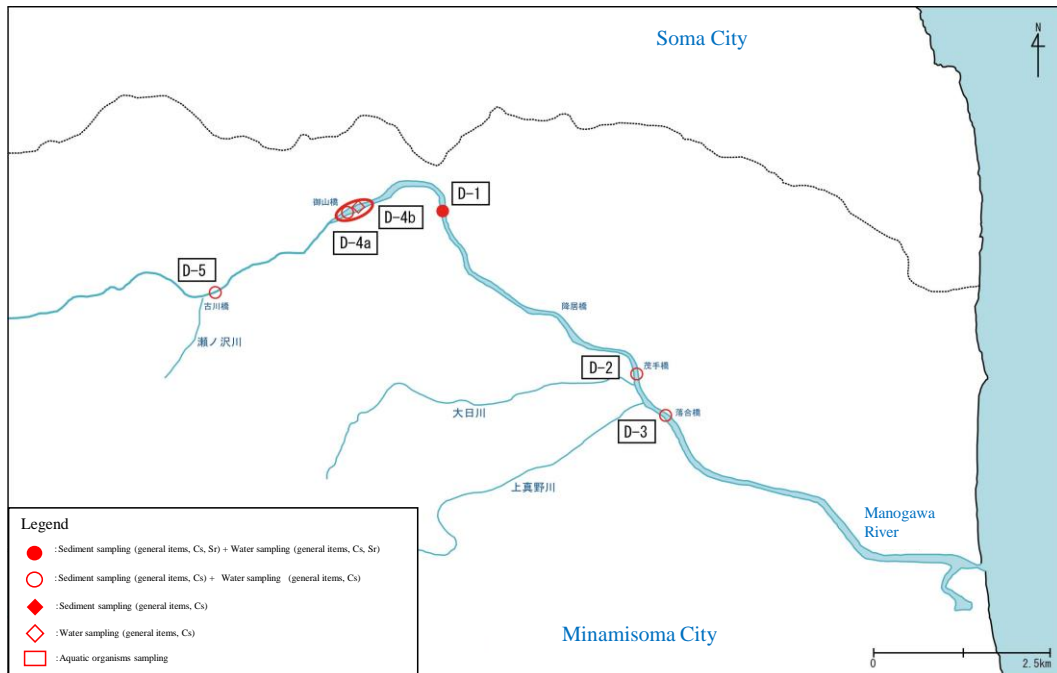 Soma City
N
D-1
御山橋
D-4b
D-4a
D-5
古川橋
瀬ノ沢川
降居橋
D-2
茂手橋
大日川
D-3
落合橋
上真野川
Manogawa
River
Minamisoma City
0
2.5km
Legend
:Sediment sampling (general items, Cs, Sr) + Water sampling (general items, Cs, Sr)
:Sediment sampling (general items, Cs) + Water sampling (general items, Cs)
:Sediment sampling (general items, Cs)
:Water sampling (general items, Cs)
:Aquatic organisms sampling